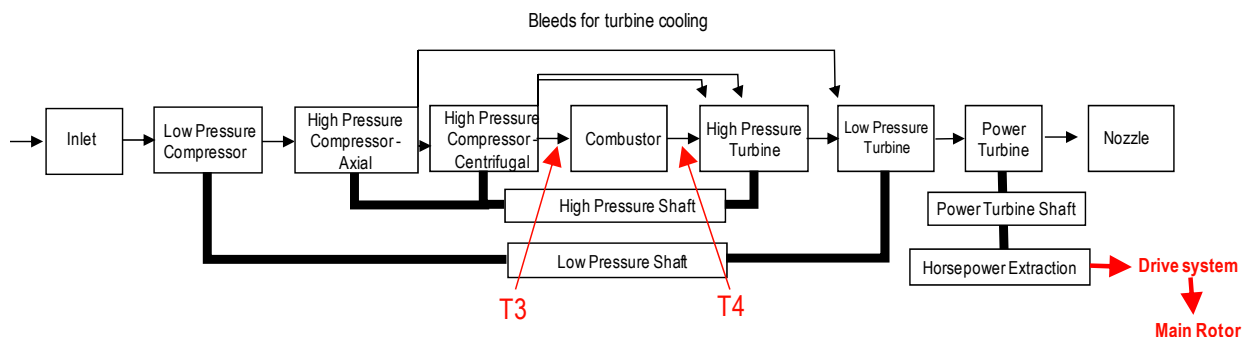 Bleeds for turbine cooling
Inlet
Low Pressure
Compressor
High Pressure
Compressor -
Axial
High Pressure
Compressor -
Centrifugal
Combustor
High Pressure
Turbine
Low Pressure
Turbine
Power
Turbine
Nozzle
High Pressure Shaft
Power Turbine Shaft
Low Pressure Shaft
Horsepower Extraction
Drive system
T3
T4
Main Rotor